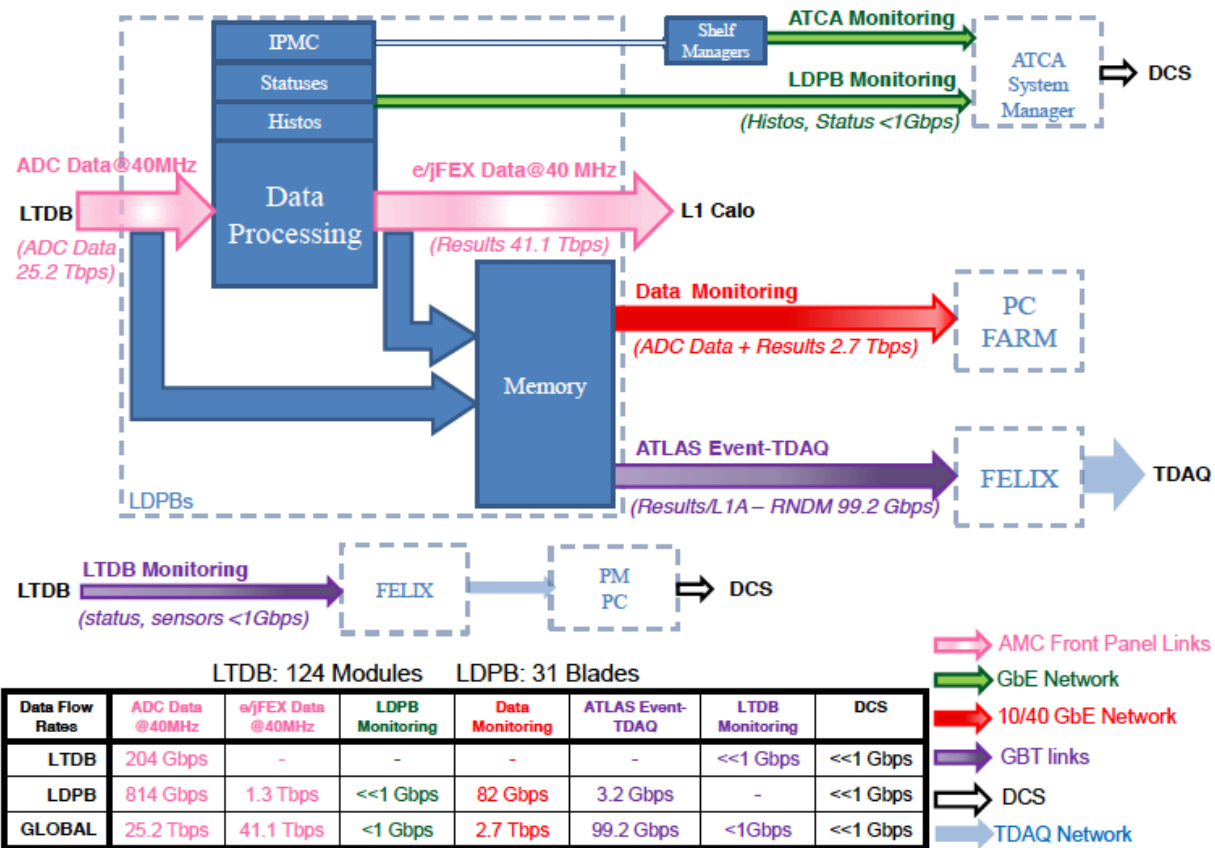 IPMC
Statuses
Histos
Data
Processing
Shelf
Managers
ATCA Monitoring
LDPB Monitoring
(Histos, Status <1Gbps)
ATCA
System
Manager
DCS
ADC Data@40MHz
LTDB
(ADC Data
25.2 Tbps)
e/jFEX Data@40 MHz
(Results 41.1 Tbps)
L1 Calo
Memory
Data Monitoring
(ADC Data + Results 2.7 Tbps)
PC
FARM
ATLAS Event-TDAQ
(Results/L1A – RNDM 99.2 Gbps)
FELIX
TDAQ
LDPBs
LTDB
LTDB Monitoring
(status, sensors <1Gbps)
FELIX
PM
PC
DCS
LTDB: 124 Modules LDPB: 31 Blades
Data Flow Rates ADC Data @40MHz e/jFEX Data @40MHz LDPB Monitoring Data Monitoring ATLAS Event-TDAQ LTDB Monitoring DCS
LTDB 204 Gbps - - - - <<1 Gbps <<1 Gbps
LDPB 814 Gbps 1.3 Tbps <<1 Gbps 82 Gbps 3.2 Gbps - <<1 Gbps
GLOBAL 25.2 Tbps 41.1 Tbps <1 Gbps 2.7 Tbps 99.2 Gbps <1Gbps <<1 Gbps
AMC Front Panel Links
GbE Network
10/40 GbE Network
GBT links
DCS
TDAQ Network